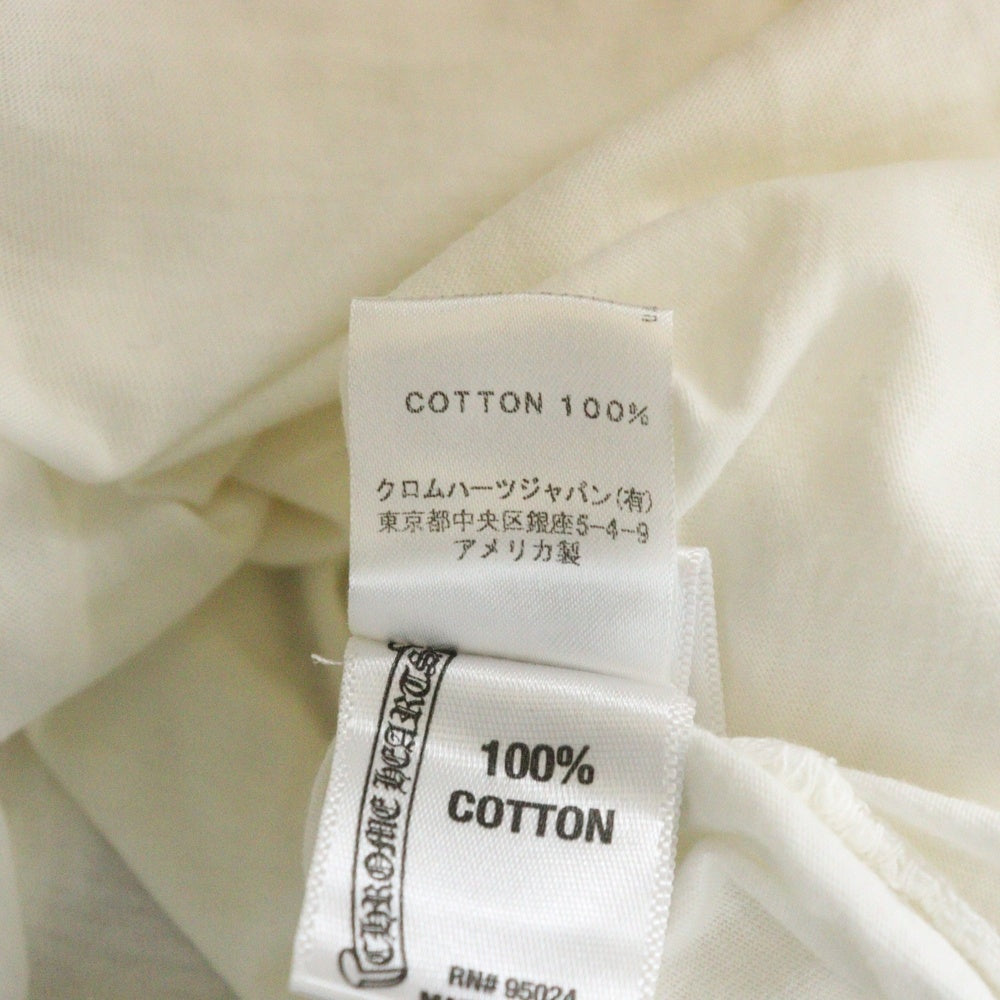 COTTON 100%
クロムハーツジャパン(有)
東京都中央区銀座5-4-9
アメリカ製
CHROME HEARTS
100%
COTTON
RN# 95024